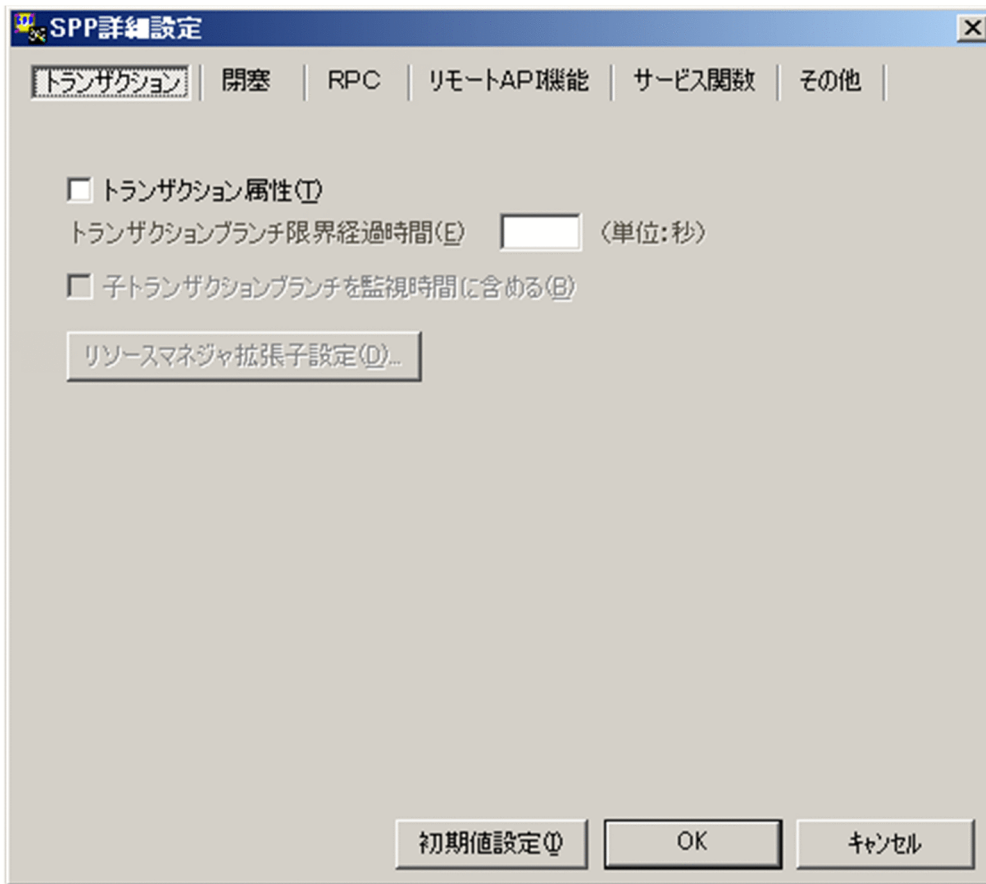 SPP詳細設定
トランザクション 閉塞 RPC リモートAPI機能 サービス関数 その他
トランザクション属性(T)
トランザクションブランチ限界経過時間(E) (単位:秒)
子トランザクションブランチを監視時間に含める(B)
リソースマネジャ拡張子設定(D)...
初期値設定(I) OK キャンセル